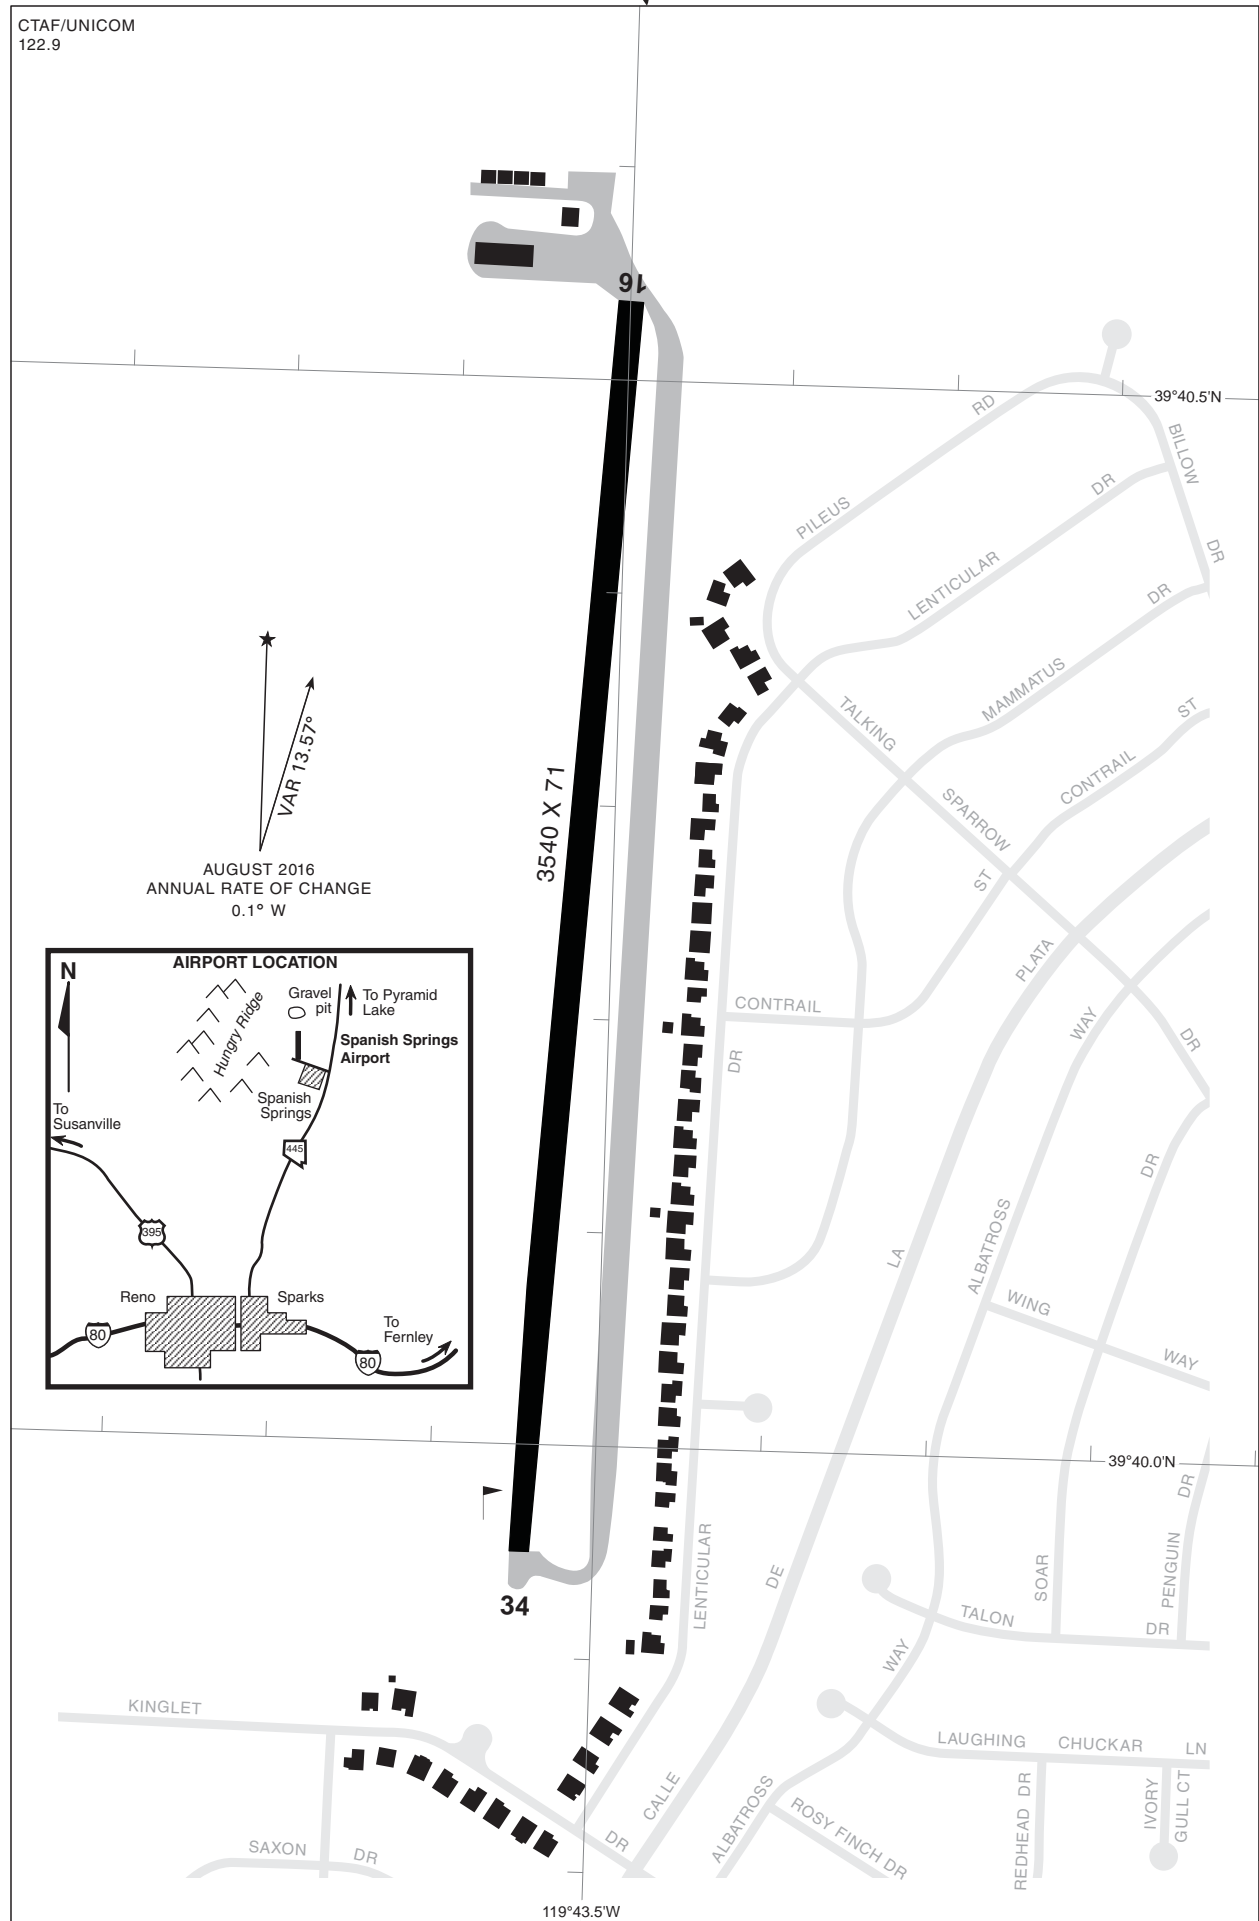 CTAF/UNICOM
122.9
16
39°40.5'N
RD
BILLOW
DR
PILEUS
DR
LENTICULAR
DR
MAMMATUS
ST
TALKING
CONTRAIL
SPARROW
ST
VAR 13.57°
3540 X 71
AUGUST 2016
ANNUAL RATE OF CHANGE
0.1° W
PLATA
CONTRAIL
DR
WAY
DR
AIRPORT LOCATION
N
Hungry Ridge
Gravel
pit
To Pyramid
Lake
Spanish Springs
Airport
Spanish
Springs
To
Susanville
445
395
Reno
Sparks
To
Fernley
80
80
DR
LA
ALBATROSS
WING
WAY
39°40.0'N
DR
LENTICULAR
DE
SOAR
PENGUIN
34
TALON
DR
WAY
KINGLET
LAUGHING CHUCKAR LN
CALLE
ALBATROSS
ROSY FINCH DR
REDHEAD DR
IVORY
GULL CT
DR
SAXON DR
119°43.5'W